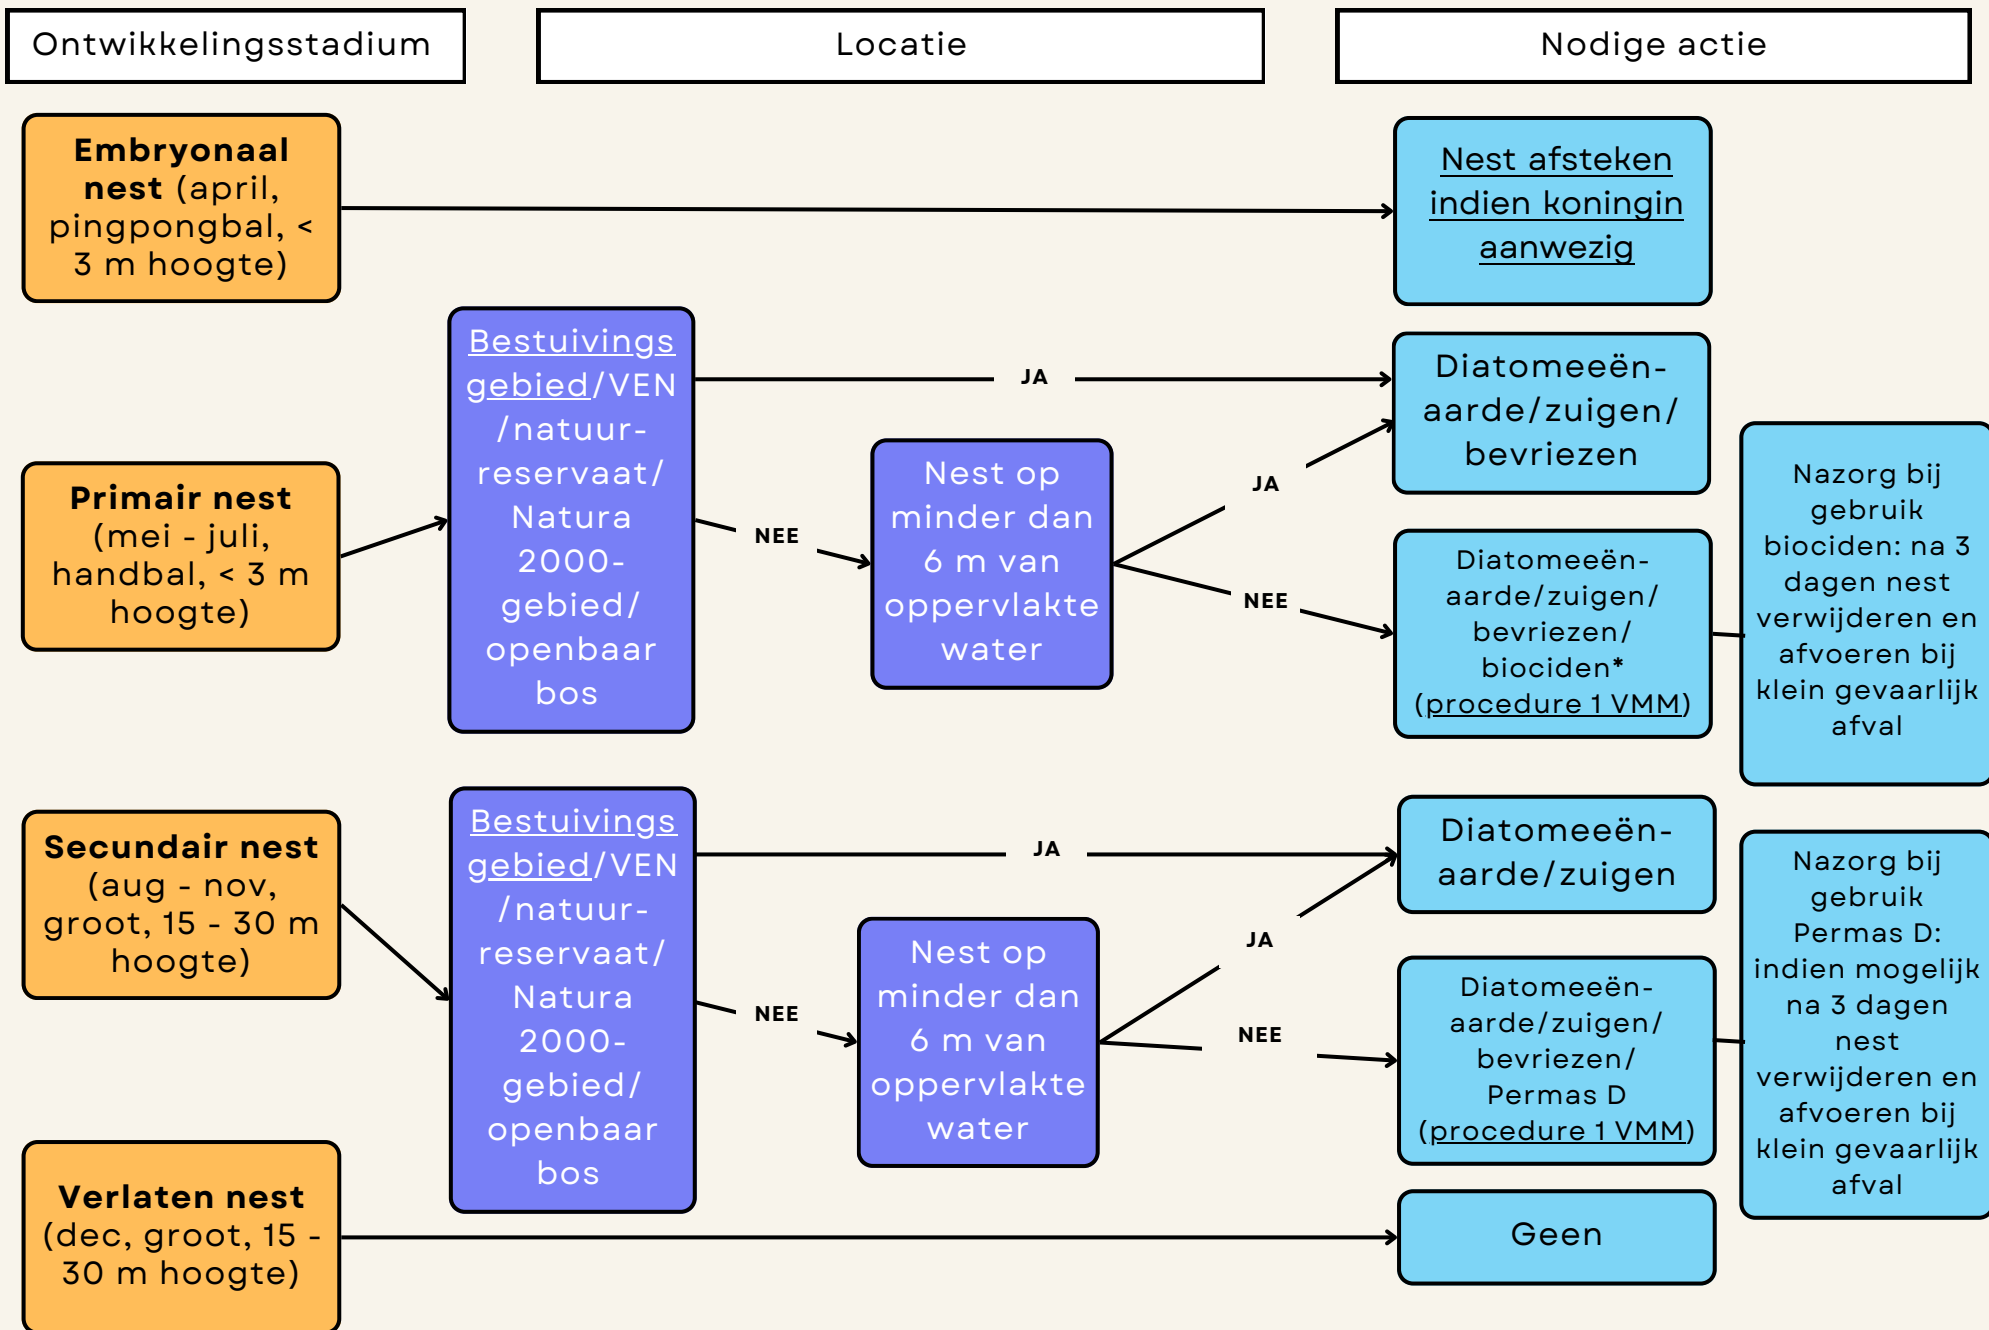 Ontwikkelingsstadium
Locatie
Nodige actie
Embryonaal
nest (april,
pingpongbal, <
3 m hoogte)
Nest afsteken
indien koningin
aanwezig
Primair nest
(mei - juli,
handbal, < 3 m
hoogte)
Bestuivings
gebied/VEN
/natuur-
reservaat/
Natura
2000-
gebied/
openbaar
bos
JA
NEE
Nest op
minder dan
6 m van
oppervlakte
water
JA
NEE
Diatomeeën-
aarde/zuigen/
bevriezen
Diatomeeën-
aarde/zuigen/
bevriezen/
biociden*
(procedure 1 VMM)
Nazorg bij
gebruik
biociden: na 3
dagen nest
verwijderen en
afvoeren bij
klein gevaarlijk
afval
Secundair nest
(aug - nov,
groot, 15 - 30 m
hoogte)
Bestuivings
gebied/VEN
/natuur-
reservaat/
Natura
2000-
gebied/
openbaar
bos
JA
NEE
Nest op
minder dan
6 m van
oppervlakte
water
JA
NEE
Diatomeeën-
aarde/zuigen
Diatomeeën-
aarde/zuigen/
bevriezen/
Permas D
(procedure 1 VMM)
Nazorg bij
gebruik
Permas D:
indien mogelijk
na 3 dagen
nest
verwijderen en
afvoeren bij
klein gevaarlijk
afval
Verlaten nest
(dec, groot, 15 -
30 m hoogte)
Geen